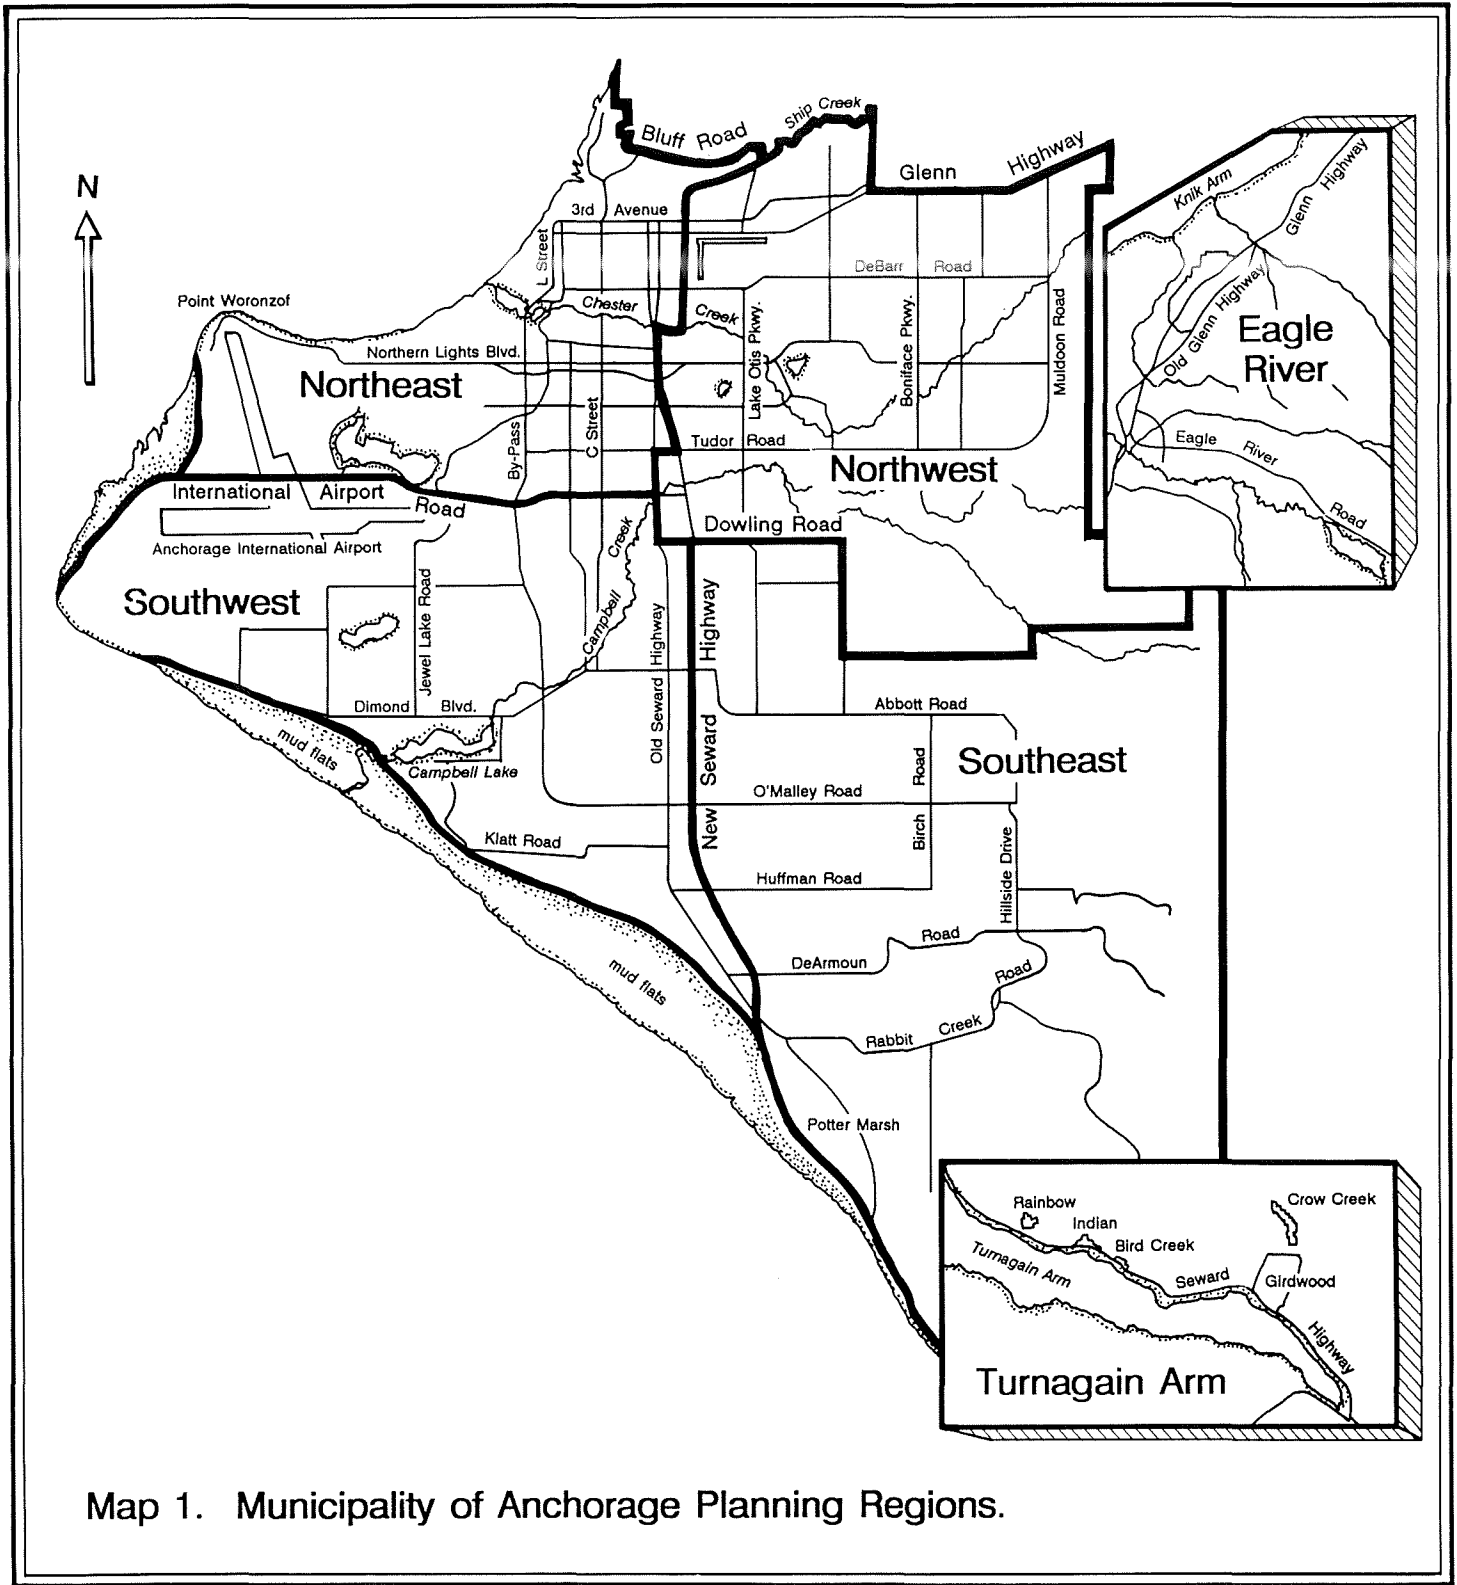 N
Bluff Road
Ship Creek
Glenn Highway
3rd Avenue
L Street
DeBarr Road
Point Woronzof
Chester Creek
Northern Lights Blvd.
Northeast
Lake Otis Pkwy.
Boniface Pkwy.
Muldoon Road
By-Pass
C Street
Tudor Road
Northwest
International Airport Road
Anchorage International Airport
Dowling Road
Southwest
Jewel Lake Road
Campbell Creek
Old Seward Highway
New Seward Highway
Dimond Blvd.
Abbott Road
mud flats
Campbell Lake
Southeast
O'Malley Road
Birch Road
Klatt Road
Huffman Road
Hillside Drive
DeArmoun Road
mud flats
Rabbit Creek Road
Potter Marsh
Knik Arm
Glenn Highway
Old Glenn Highway
Eagle
River
Eagle River Road
Rainbow
Indian
Bird Creek
Crow Creek
Turnagain Arm
Seward Highway
Girdwood
Turnagain Arm
Map 1. Municipality of Anchorage Planning Regions.